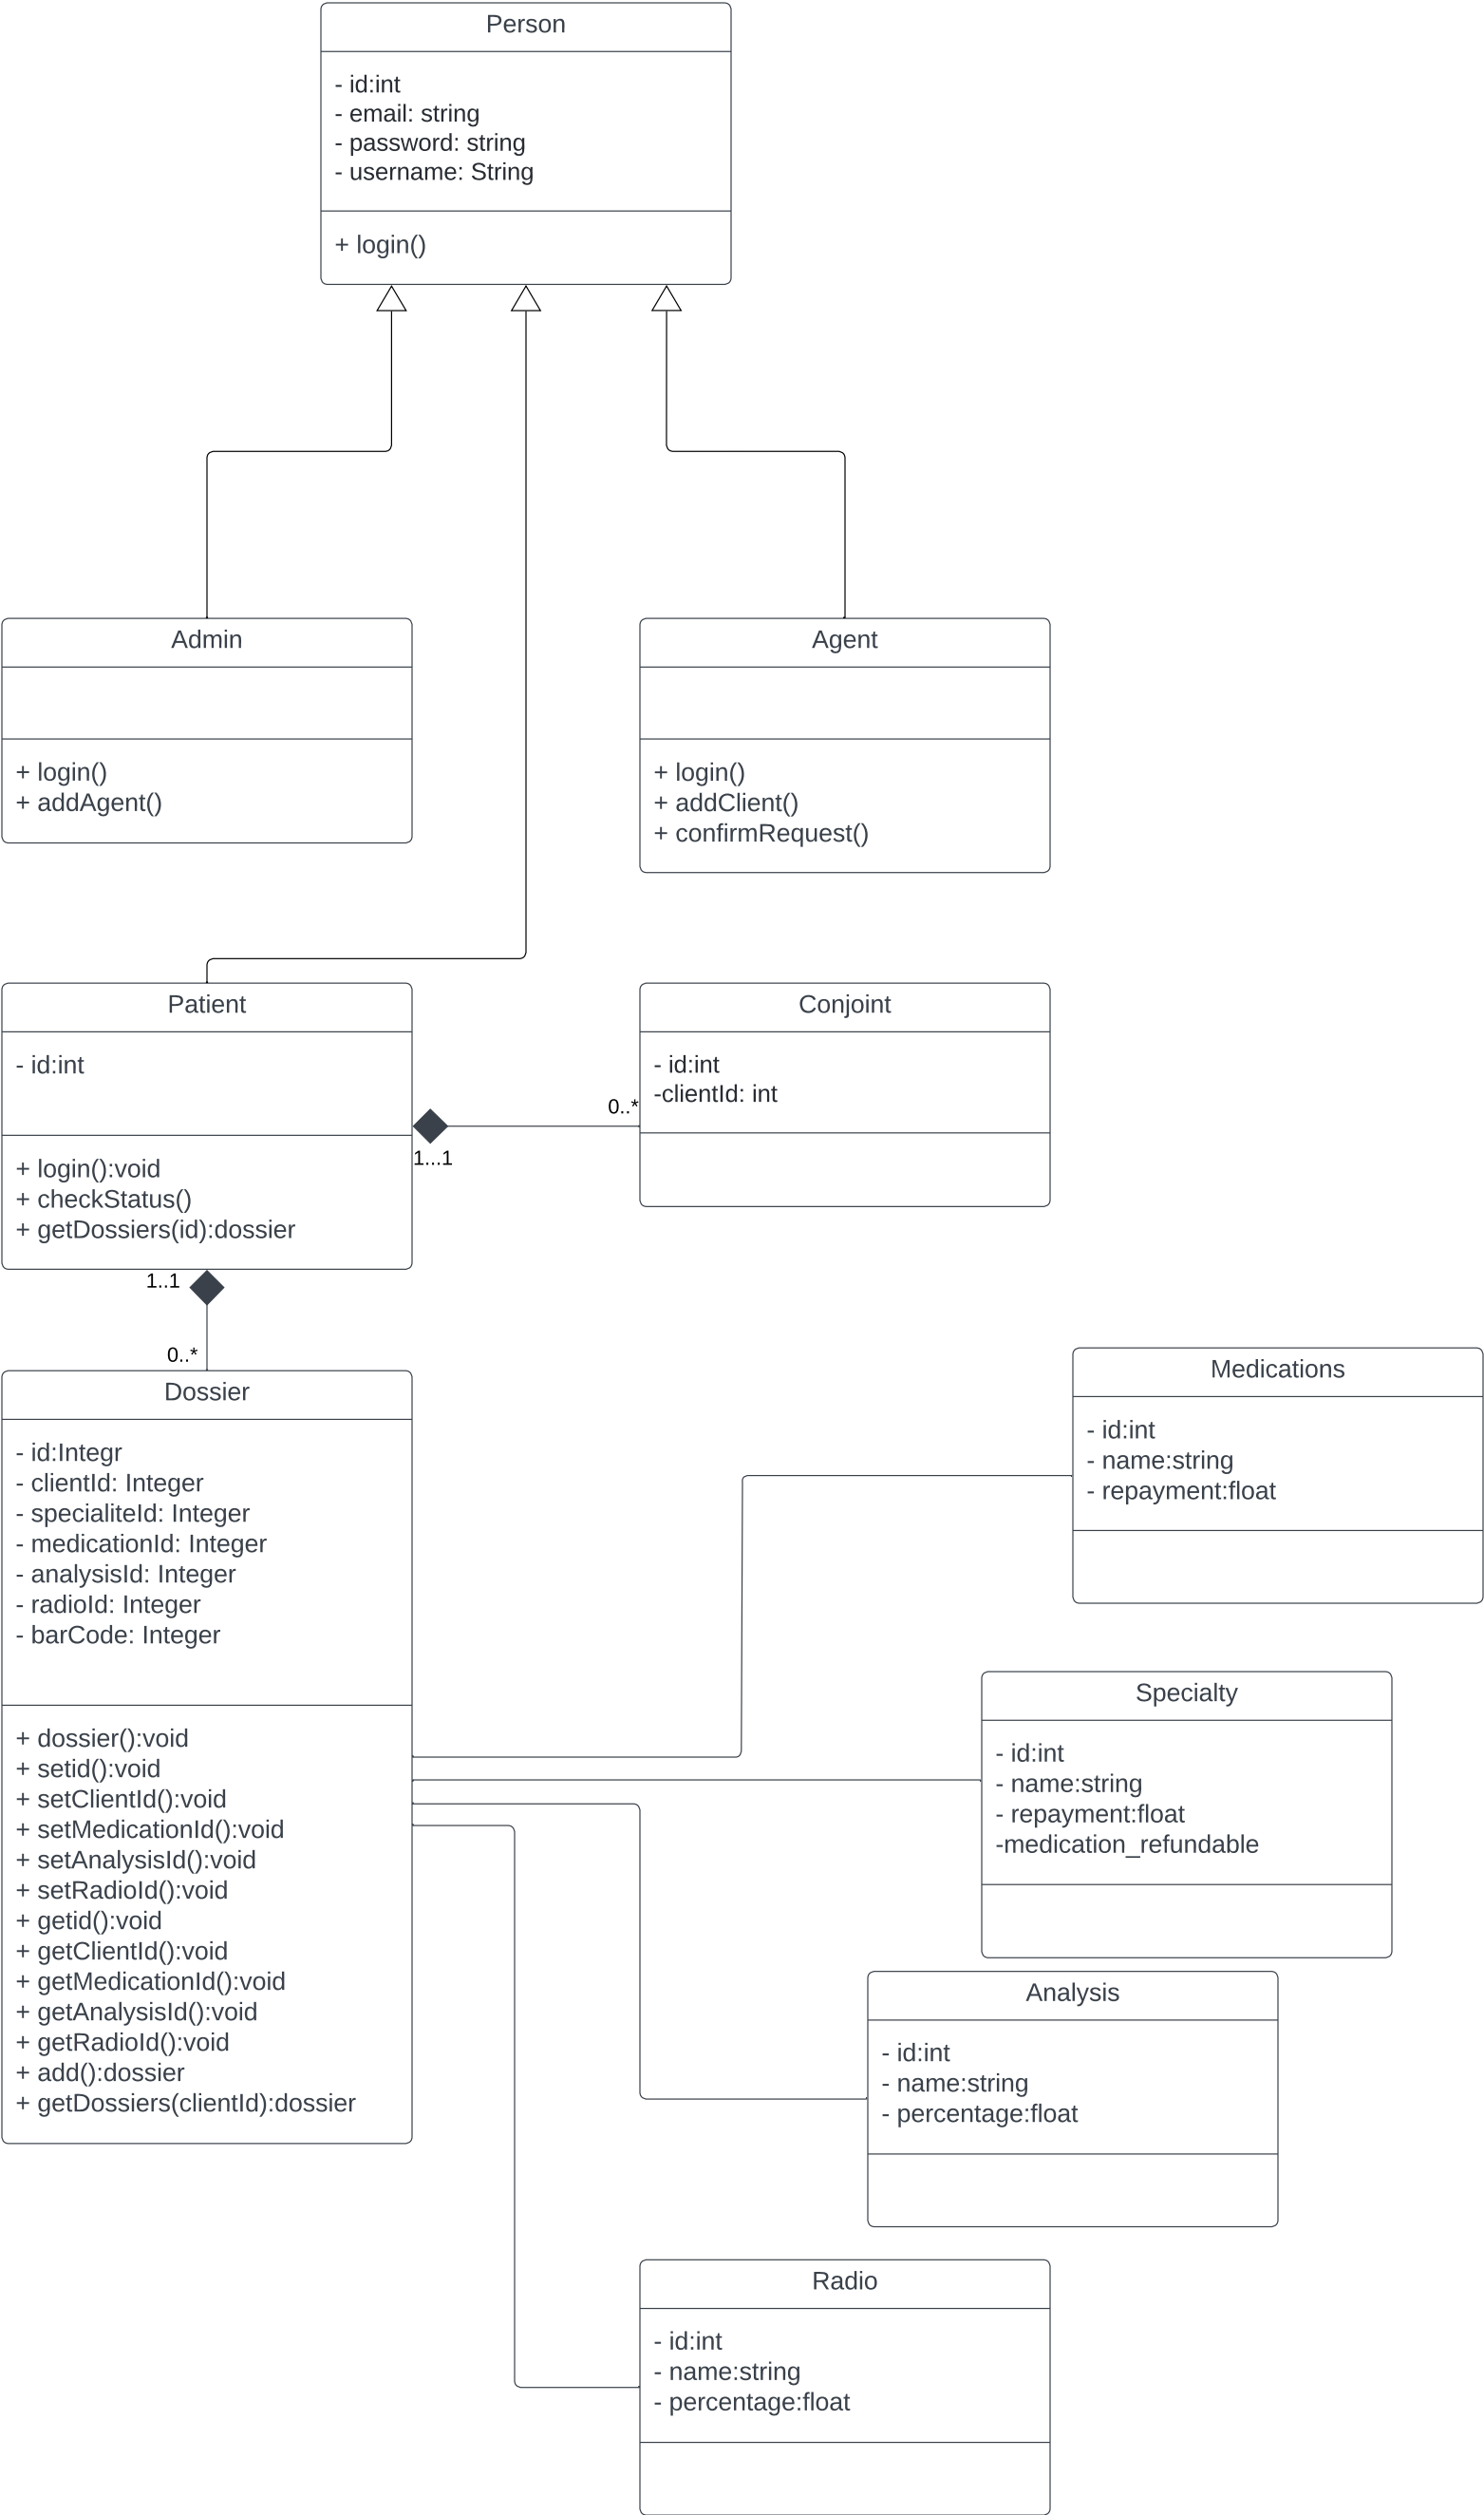 Person
- id:int
- email: string
- password: string
- username: String
+ login()
Admin
+ login()
+ addAgent()
Agent
+ login()
+ addClient()
+ confirmRequest()
Patient
- id:int
+ login():void
+ checkStatus()
+ getDossiers(id):dossier
Conjoint
- id:int
-clientId: int
0..*
1...1
1..1
0..*
Dossier
- id:Integr
- clientId: Integer
- specialiteId: Integer
- medicationId: Integer
- analysisId: Integer
- radioId: Integer
- barCode: Integer
+ dossier():void
+ setid():void
+ setClientId():void
+ setMedicationId():void
+ setAnalysisId():void
+ setRadioId():void
+ getid():void
+ getClientId():void
+ getMedicationId():void
+ getAnalysisId():void
+ getRadioId():void
+ add():dossier
+ getDossiers(clientId):dossier
Medications
- id:int
- name:string
- repayment:float
Specialty
- id:int
- name:string
- repayment:float
-medication_refundable
Analysis
- id:int
- name:string
- percentage:float
Radio
- id:int
- name:string
- percentage:float